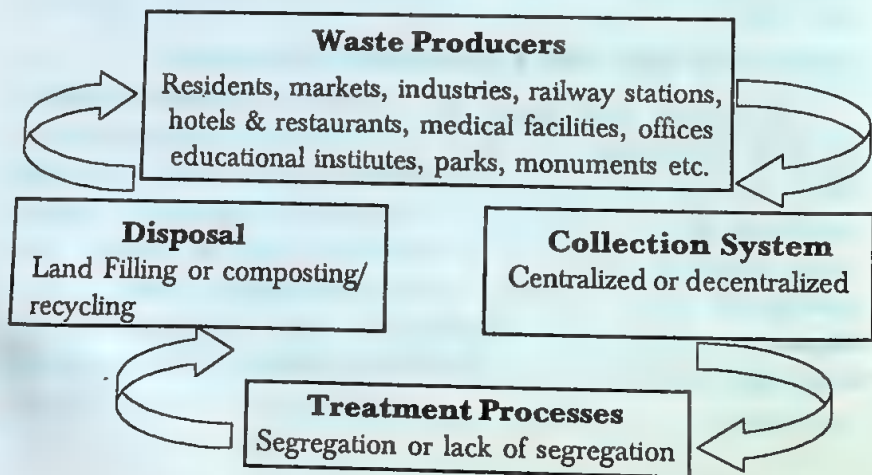 Waste Producers
Residents, markets, industries, railway stations,
hotels & restaurants, medical facilities, offices
educational institutes, parks, monuments etc.
Disposal
Land Filling or composting/
recycling
Collection System
Centralized or decentralized
Treatment Processes
Segregation or lack of segregation